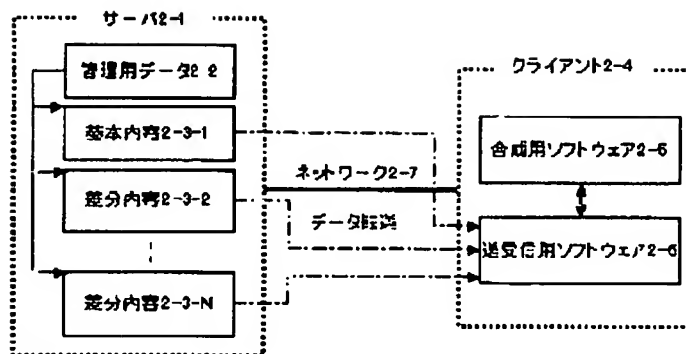 サーバ2-1
管理用データ2-2
基本内容2-3-1
差分内容2-3-2
差分内容2-3-N
ネットワーク2-7
データ転送
クライアント2-4
合成用ソフトウェア2-5
送受信用ソフトウェア2-6